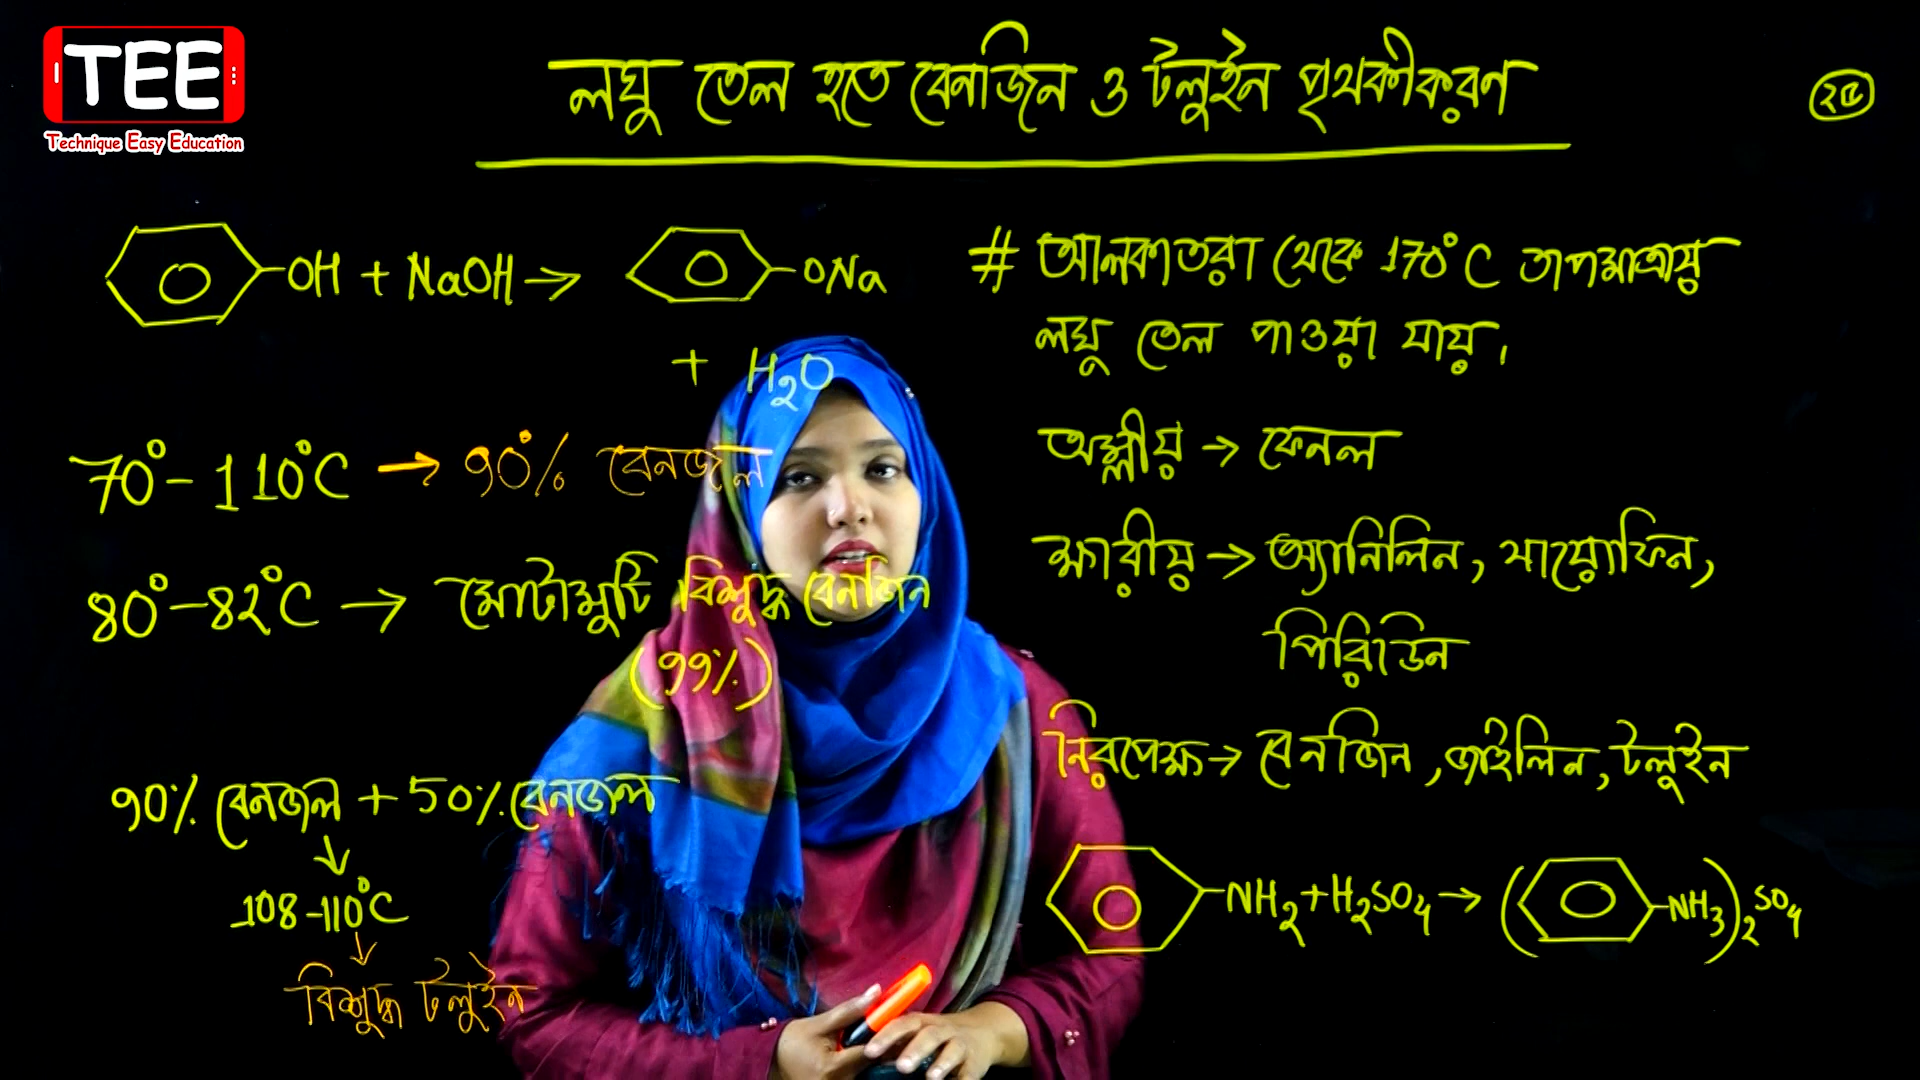 TEE
Technique Easy Education
লঘু তেল হতে বেনজিন ও টলুইন পৃথকীকরণ
২৫
OH + NaOH → ONa
+ H2O
70° - 110°C → 90% বেনজল
80° - 82°C → মোটামুটি বিশুদ্ধ বেনজিন
(99%)
90% বেনজল + 50% বেনজল
↓
108 - 110°C
↓
বিশুদ্ধ টলুইন
# আলকাতরা থেকে 170°C তাপমাত্রায়
লঘু তেল পাওয়া যায়।
অম্লীয় → ফেনল
ক্ষারীয় → অ্যানিলিন, থায়োফিন,
পিরিডিন
নিরপেক্ষ → বেনজিন, জাইলিন, টলুইন
NH2 + H2SO4 → ( NH3)2 SO4